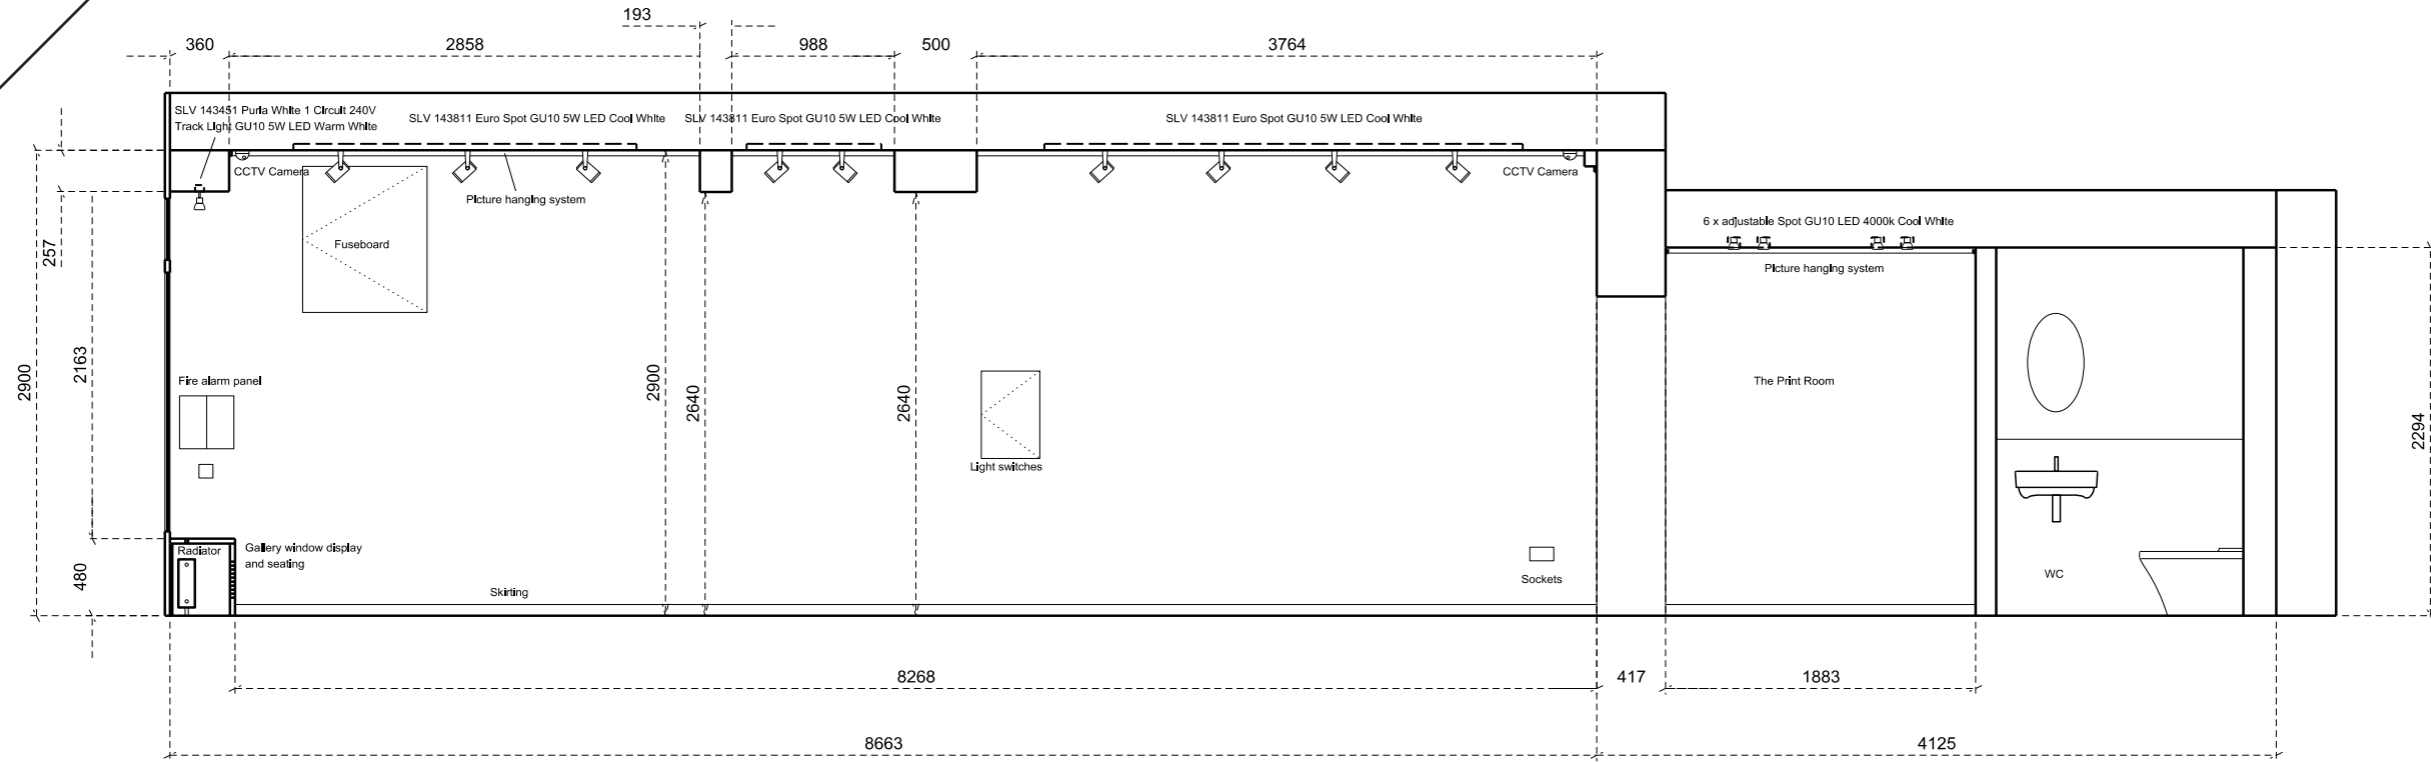 193
360
2858
988
500
3764
SLV 143451 Purla White 1 Circuit 240V
Track Light GU10 5W LED Warm White
SLV 143811 Euro Spot GU10 5W LED Cool White
SLV 143811 Euro Spot GU10 5W LED Cool White
SLV 143811 Euro Spot GU10 5W LED Cool White
CCTV Camera
Picture hanging system
CCTV Camera
6 x adjustable Spot GU10 LED 4000k Cool White
Picture hanging system
Fuseboard
257
2163
2900
480
2900
2640
2640
2294
Fire alarm panel
The Print Room
Light switches
Radiator
Gallery window display
and seating
Skirting
Sockets
WC
8268
417
1883
8663
4125